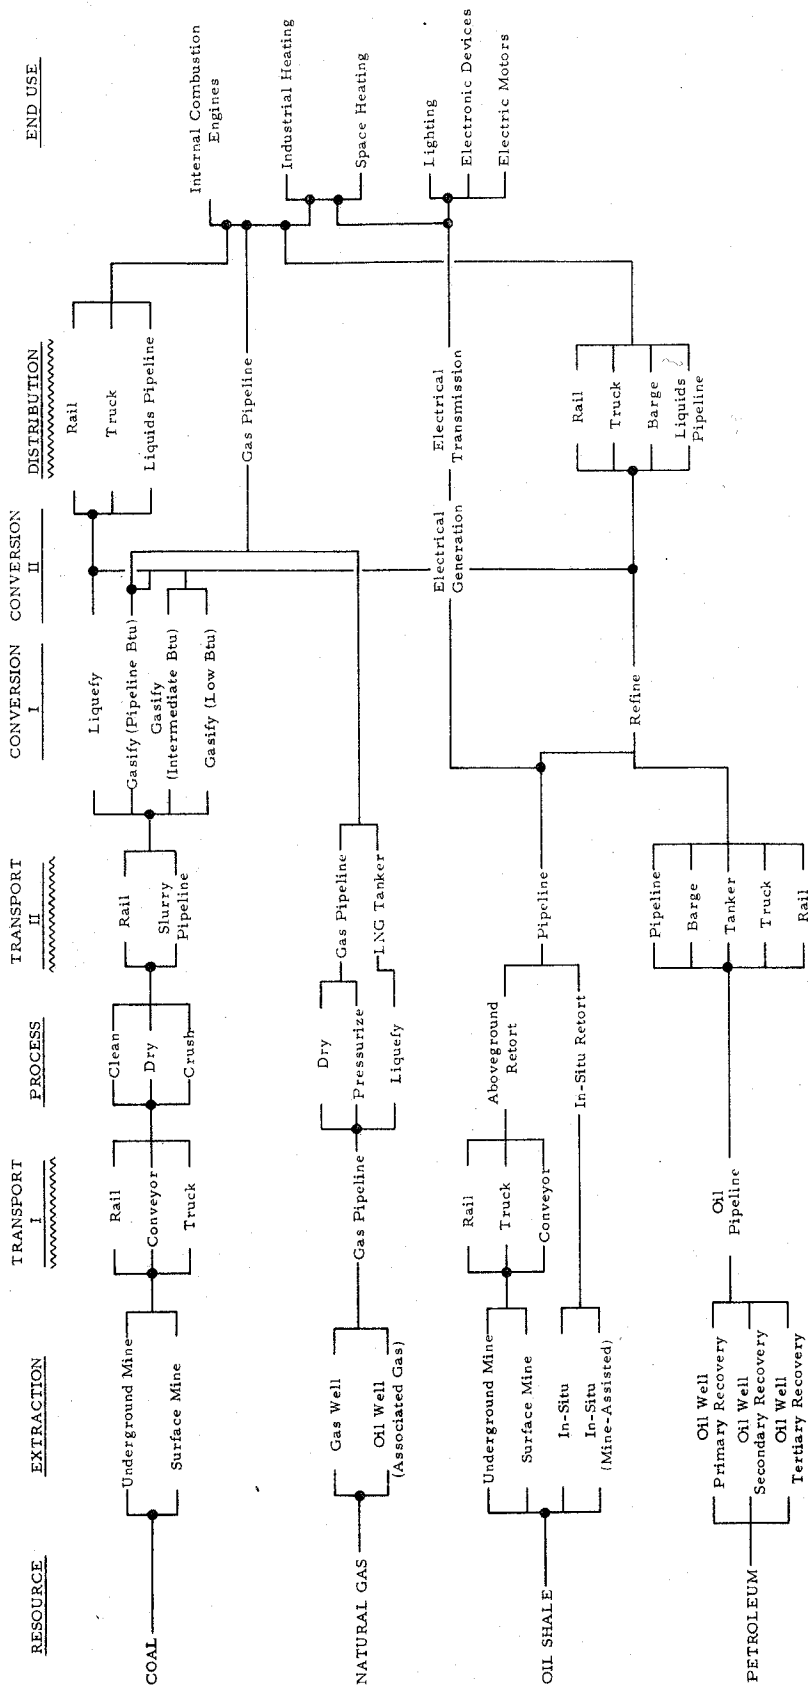 RESOURCE
EXTRACTION
TRANSPORT
I
PROCESS
TRANSPORT
II
CONVERSION
I
CONVERSION
II
DISTRIBUTION
END USE
COAL
Underground Mine
Surface Mine
Rail
Conveyor
Truck
Clean
Dry
Crush
Rail
Slurry
Pipeline
Liquefy
Gasify (Pipeline Btu)
Gasify
(Intermediate Btu)
Gasify (Low Btu)
Rail
Truck
Liquids Pipeline
Internal Combustion
Engines
Industrial Heating
Space Heating
NATURAL GAS
Gas Well
Oil Well
(Associated Gas)
Gas Pipeline
Dry
Pressurize
Liquefy
Gas Pipeline
LNG Tanker
Gas Pipeline
Lighting
Electronic Devices
Electric Motors
OIL SHALE
Underground Mine
Surface Mine
In-Situ
In-Situ
(Mine-Assisted)
Rail
Truck
Conveyor
Aboveground
Retort
In-Situ Retort
Pipeline
Electrical
Generation
Electrical
Transmission
PETROLEUM
Oil Well
Primary Recovery
Oil Well
Secondary Recovery
Oil Well
Tertiary Recovery
Oil
Pipeline
Pipeline
Barge
Tanker
Truck
Rail
Refine
Rail
Truck
Barge
Liquids
Pipeline